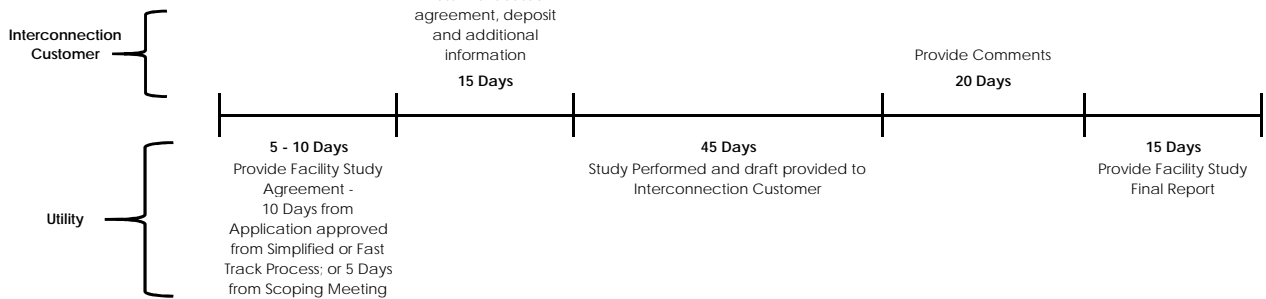 Interconnection
Customer
agreement, deposit
and additional
information
15 Days
Provide Comments
20 Days
5 - 10 Days
Provide Facility Study
Agreement -
10 Days from
Application approved
from Simplified or Fast
Track Process; or 5 Days
from Scoping Meeting
45 Days
Study Performed and draft provided to
Interconnection Customer
15 Days
Provide Facility Study
Final Report
Utility